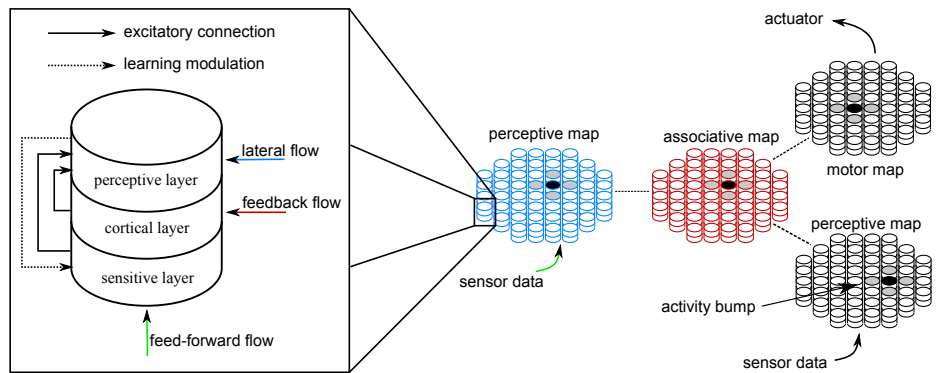 excitatory connection
learning modulation
lateral flow
perceptive layer
feedback flow
cortical layer
sensitive layer
feed-forward flow
perceptive map
sensor data
associative map
actuator
motor map
perceptive map
activity bump
sensor data